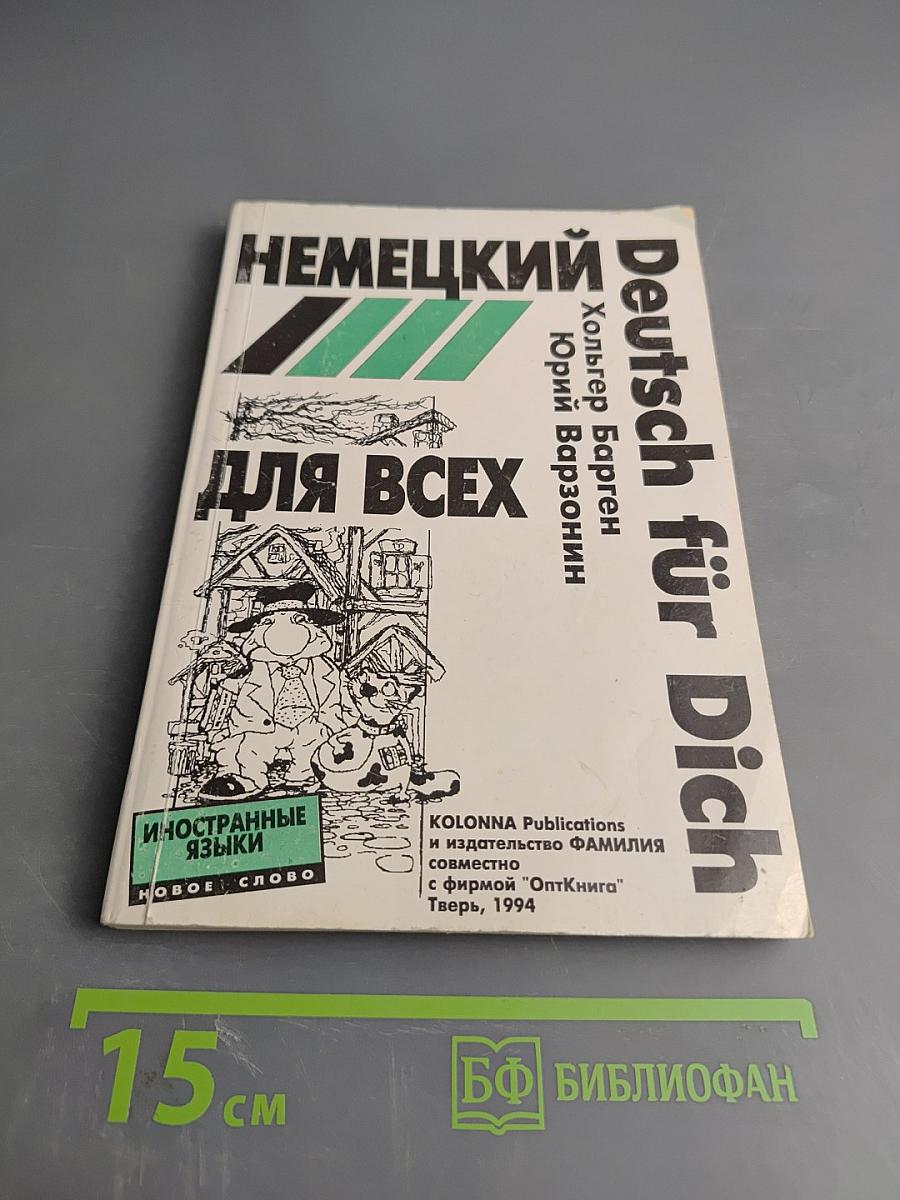 НЕМЕЦКИЙ
ДЛЯ ВСЕХ
Deutsch für Dich
Хольгер Барген
Юрий Варзонин
ИНОСТРАННЫЕ
ЯЗЫКИ
НОВОЕ СЛОВО
KOLONNA Publications
и издательство ФАМИЛИЯ
совместно
с фирмой "ОптКнига"
Тверь, 1994
15 см
БФ БИБЛИОФАН